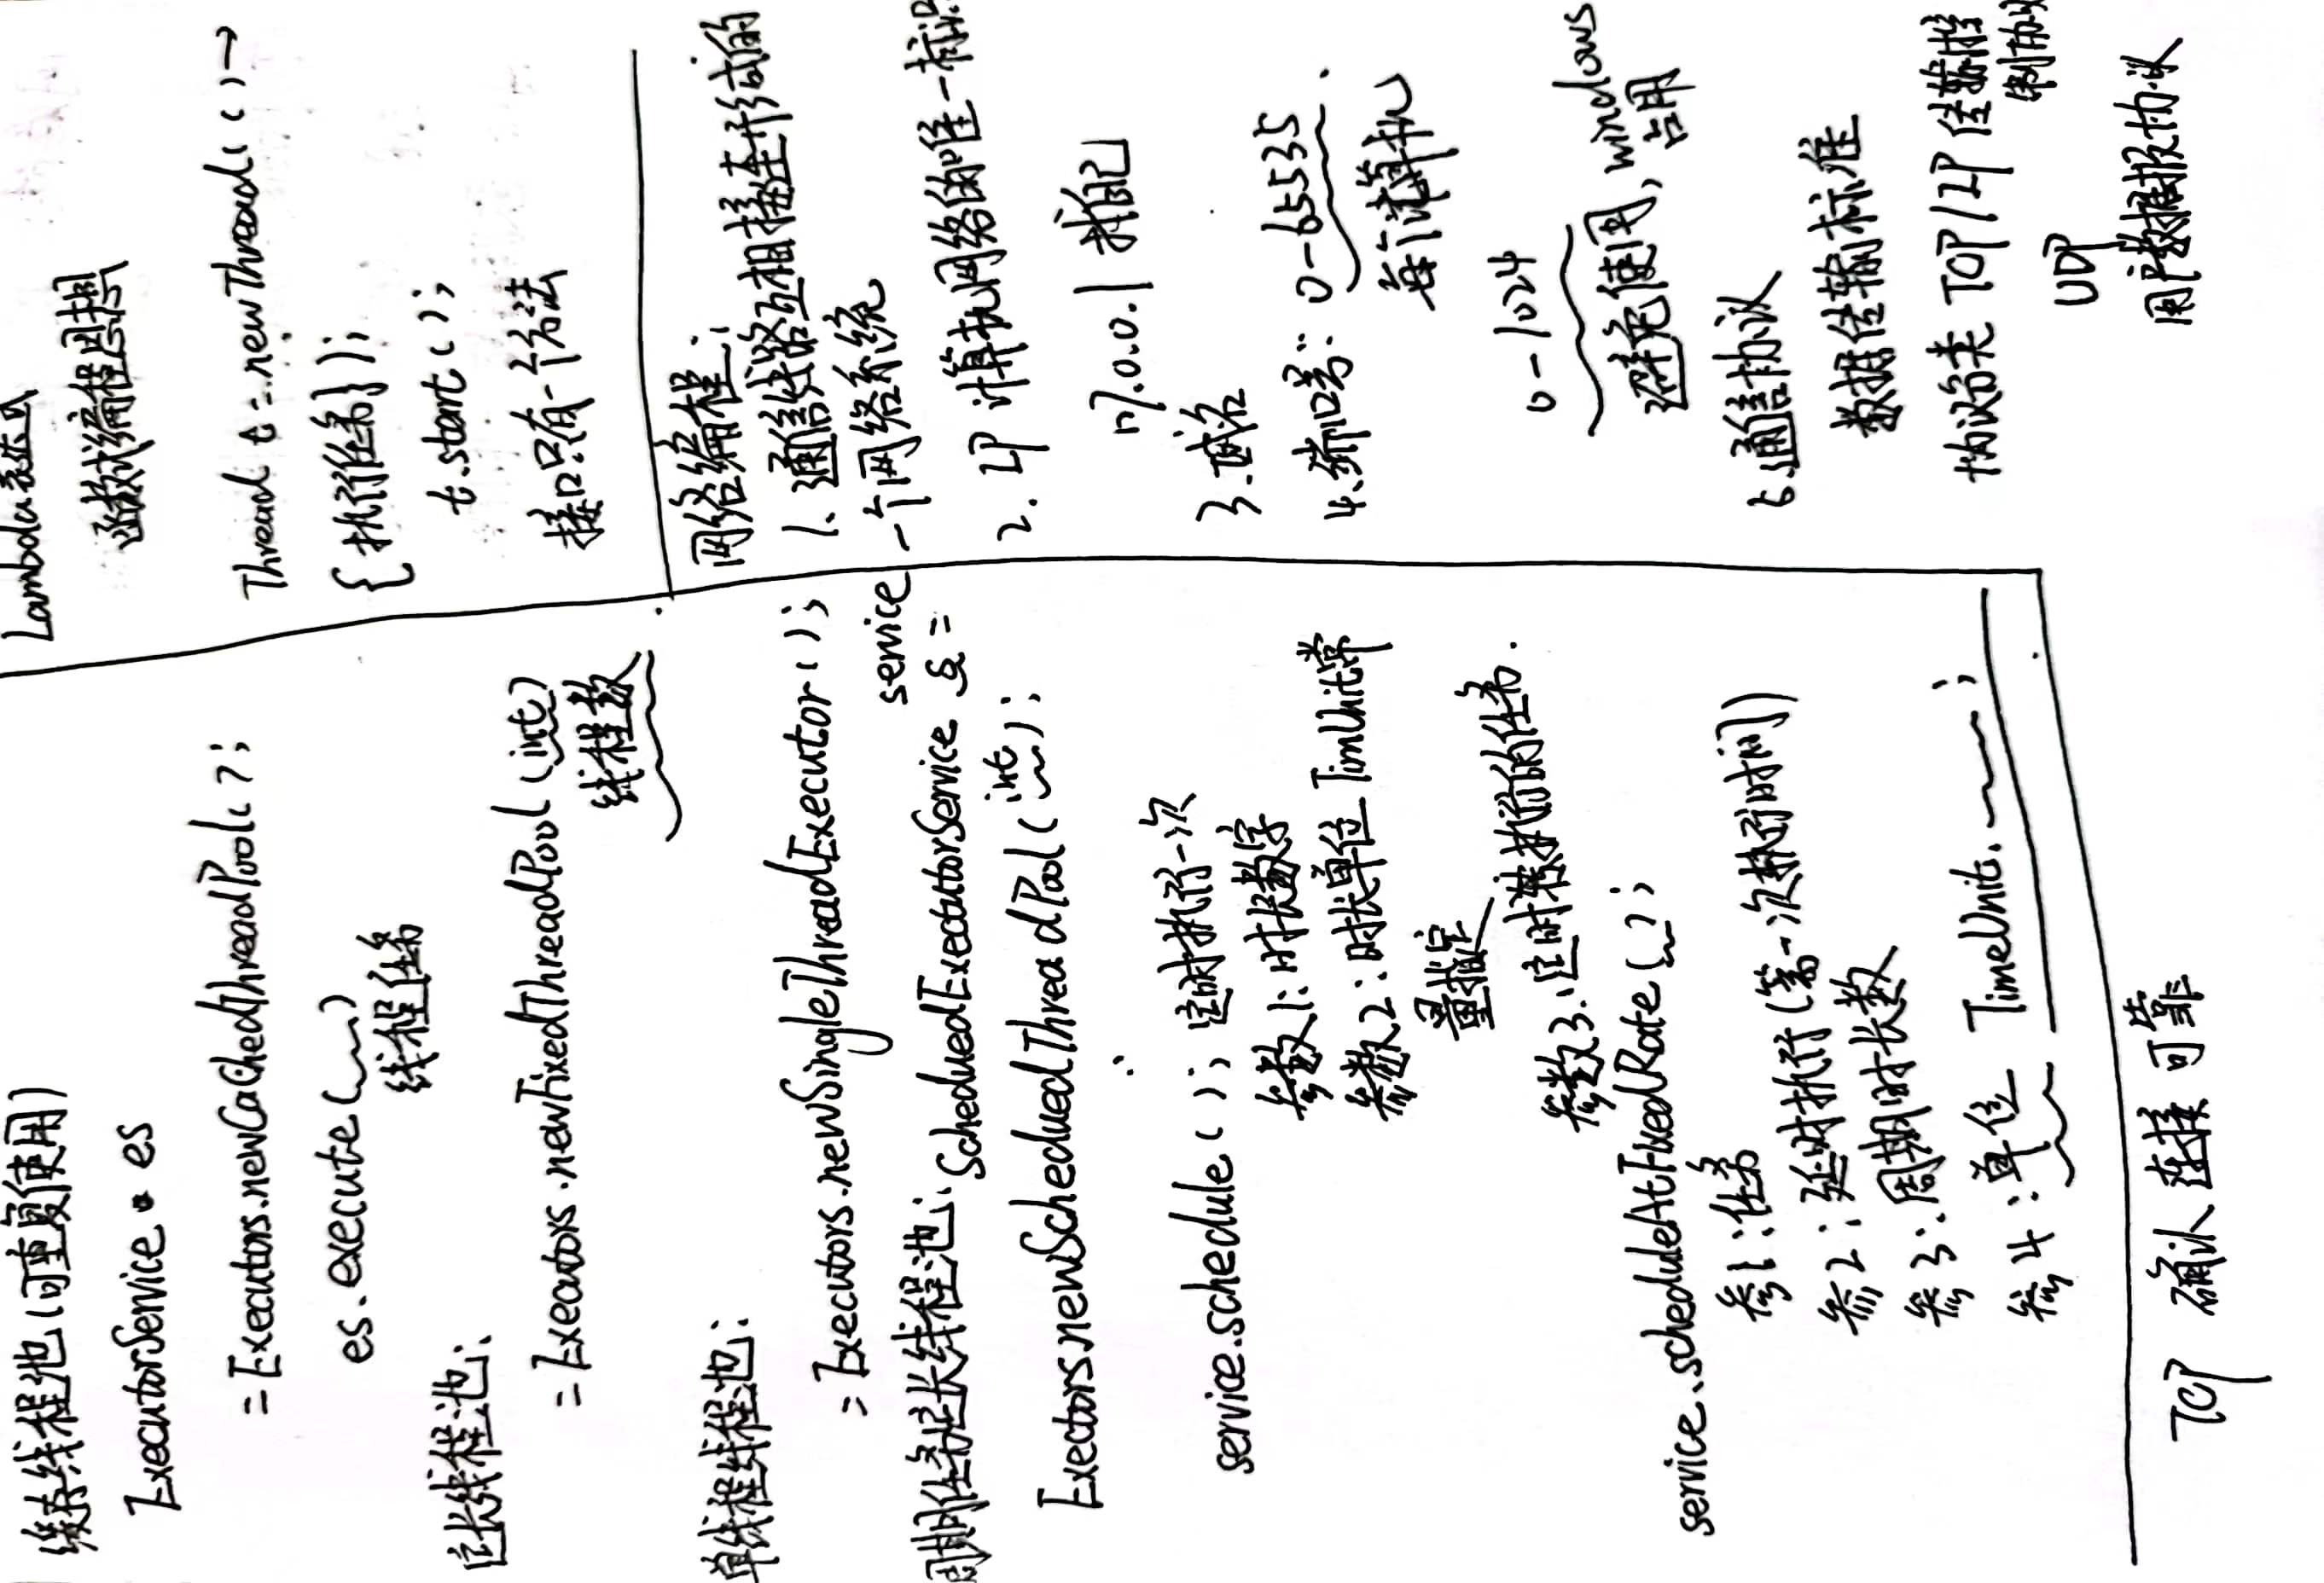 缓存线程池(可重复使用)
ExecutorService es
= Executors.newCaChedThreadPool( );
es.execute( )
线程任务
定长线程池:
= Executors.newFixedThreadPool(int)
线程数
单线程线程池:
= Executors.newSingleThreadExecutor( );
周期任务定长线程池:
service
ScheduedExectutorService =
Exectors.newScheduedThreadPool(int);
service.schedule( ); 定时执行一次
参数1:时长数字
参数2:时长单位 TimUnit常
量指定
参数3:定时执行的任务.
service.scheduleAtFixedRate( );
参1:任务
参2:延时执行(第一次执行时间)
参3:周期时长数
参4:单位 TimeUnit. ;
TCP 确认 连接 可靠
Lambda表达式
函数式编程思想
Thread t=.newThread(( )→
{执行任务});
t.start( );
接口只有一个方法
网络编程:
1、通信线路互相接连形成的
一个网络系统
2. IP 计算机网络的唯一标识
127.0.0.1 找自己
3.域名
4、端口号: 0-65535.
每个计算机
0-1024
避免使用,windows
占用
5.通信协议
数据传输标准
协议分类 TCP/IP 传输控
制协议
UDP
用户数据报协议